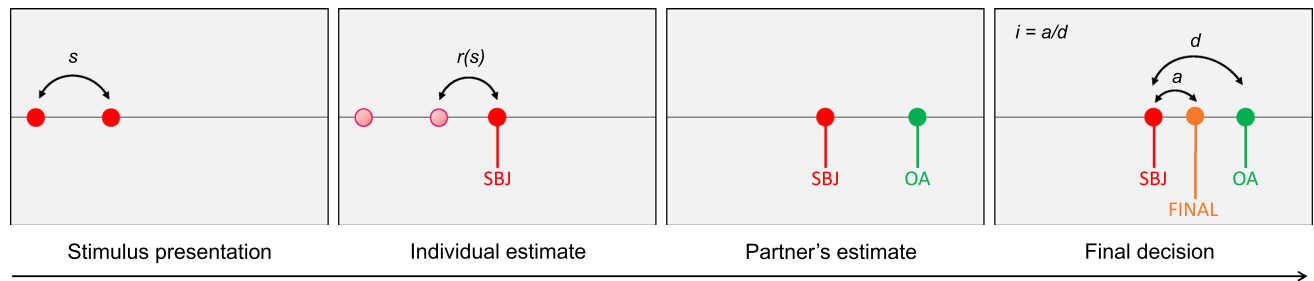 s
Stimulus presentation
r(s)
SBJ
Individual estimate
SBJ
OA
Partner's estimate
i = a/d
d
a
SBJ
OA
FINAL
Final decision